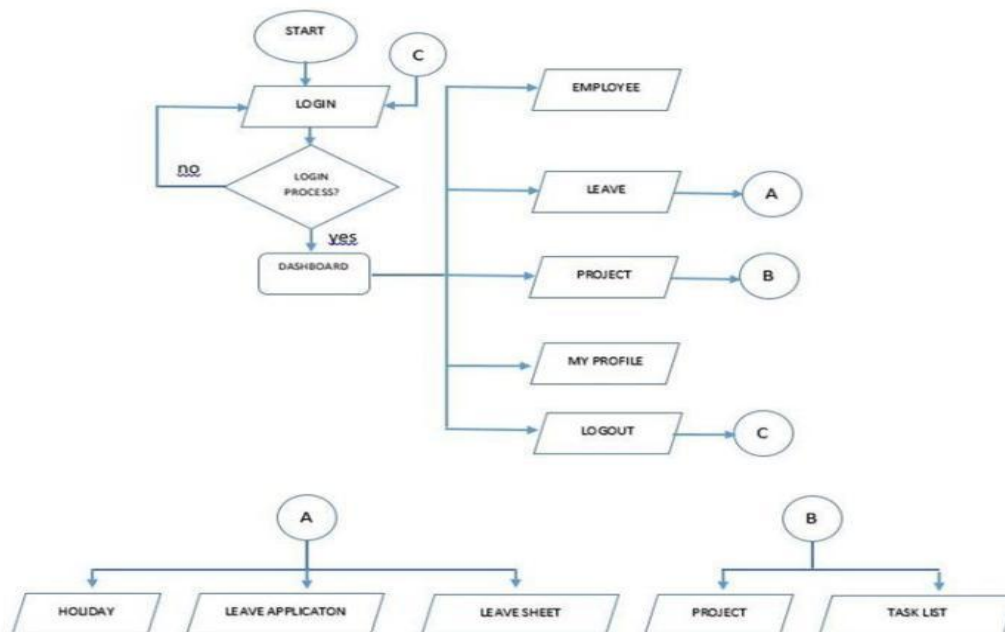 START
C
LOGIN
EMPLOYEE
no
LOGIN
PROCESS?
LEAVE
A
yes
DASHBOARD
PROJECT
B
MY PROFILE
LOGOUT
C
A
B
HOLIDAY
LEAVE APPLICATON
LEAVE SHEET
PROJECT
TASK LIST